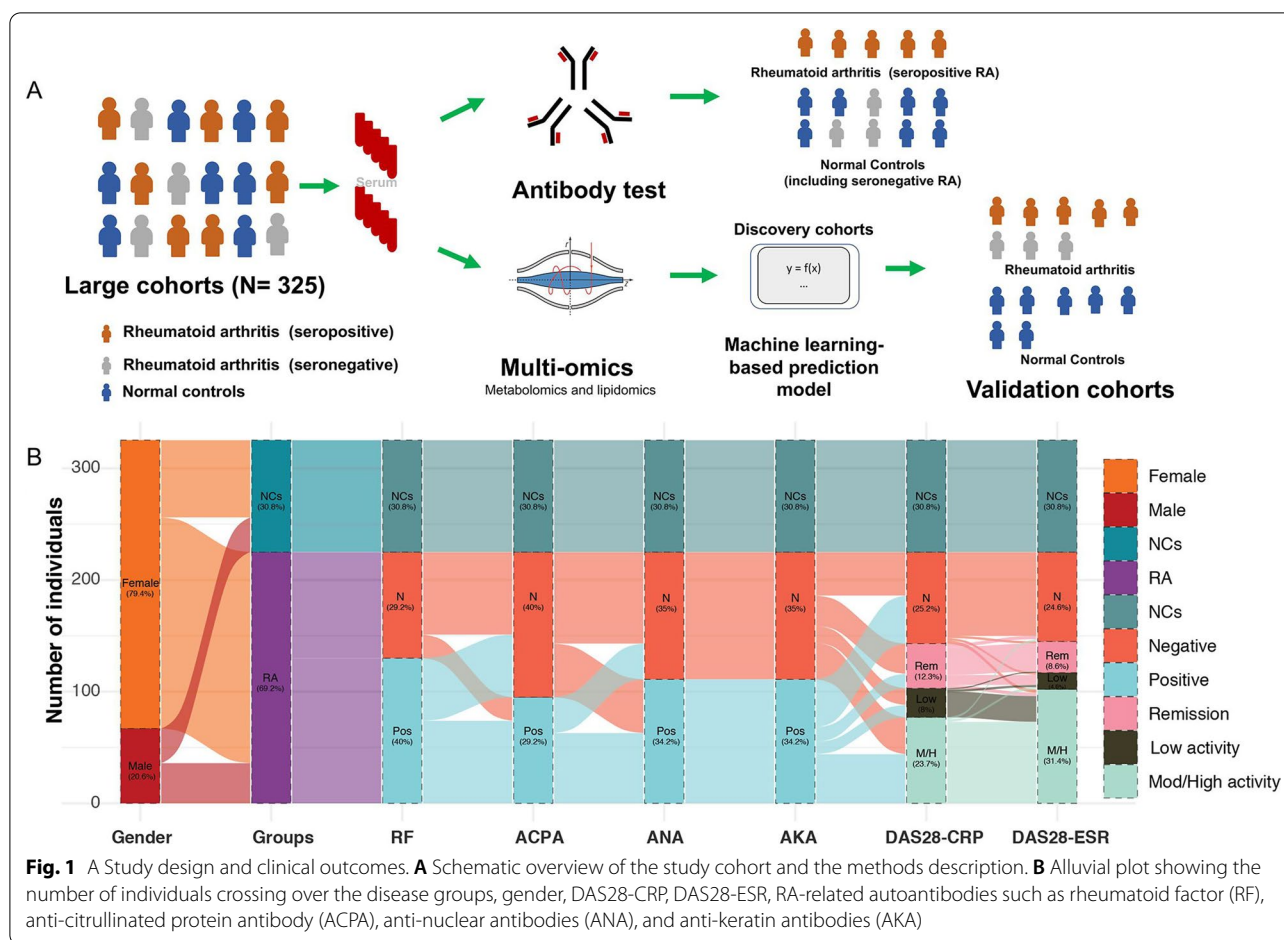 A
Large cohorts (N= 325)
Rheumatoid arthritis (seropositive)
Rheumatoid arthritis (seronegative)
Normal controls
Serum
Antibody test
Rheumatoid arthritis (seropositive RA)
Normal Controls
(including seronegative RA)
r
z
Multi-omics
Metabolomics and lipidomics
Discovery cohorts
y = f(x)
...
Machine learning-
based prediction
model
Rheumatoid arthritis
Normal Controls
Validation cohorts
B
Number of individuals
300
200
100
0
Female
(79.4%)
Male
(20.6%)
NCs
(30.8%)
RA
(69.2%)
NCs
(30.8%)
N
(29.2%)
Pos
(40%)
NCs
(30.8%)
N
(40%)
Pos
(29.2%)
NCs
(30.8%)
N
(35%)
Pos
(34.2%)
NCs
(30.8%)
N
(35%)
Pos
(34.2%)
NCs
(30.8%)
N
(25.2%)
Rem
(12.3%)
Low
(8%)
M/H
(23.7%)
NCs
(30.8%)
N
(24.6%)
Rem
(8.6%)
Low
M/H
(31.4%)
Gender
Groups
RF
ACPA
ANA
AKA
DAS28-CRP
DAS28-ESR
Female
Male
NCs
RA
NCs
Negative
Positive
Remission
Low activity
Mod/High activity
Fig. 1 A Study design and clinical outcomes. A Schematic overview of the study cohort and the methods description. B Alluvial plot showing the
number of individuals crossing over the disease groups, gender, DAS28-CRP, DAS28-ESR, RA-related autoantibodies such as rheumatoid factor (RF),
anti-citrullinated protein antibody (ACPA), anti-nuclear antibodies (ANA), and anti-keratin antibodies (AKA)